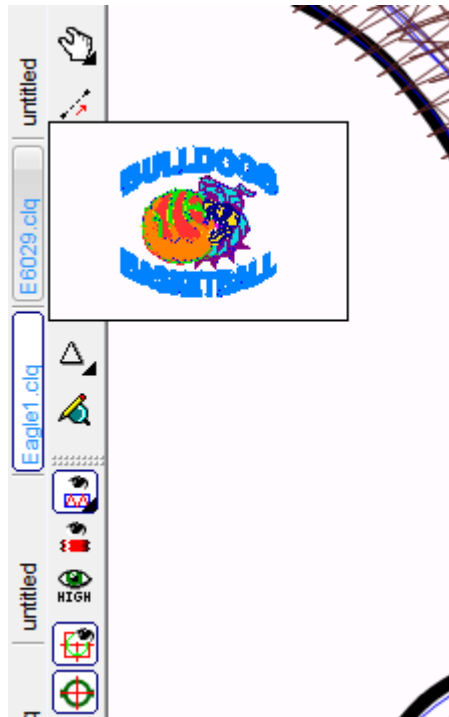 untitled
E6029.clq
Eagle1.clq
untitled
BULLDOGS
BASKETBALL
HIGH